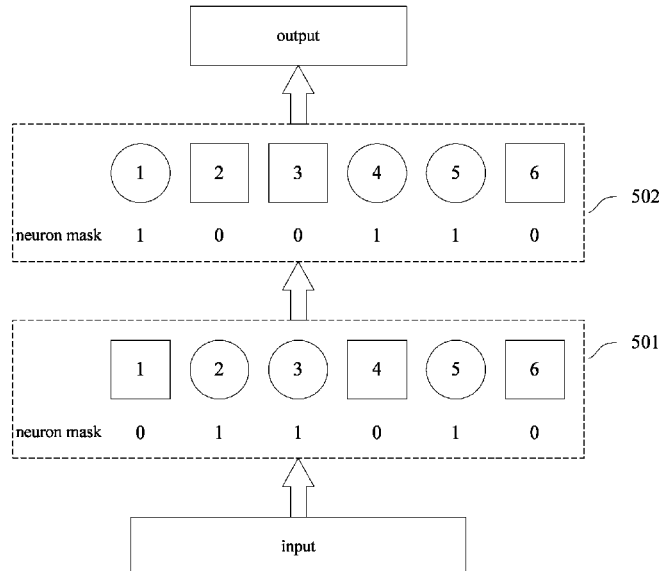 output
1 2 3 4 5 6
502
neuron mask 1 0 0 1 1 0
1 2 3 4 5 6
501
neuron mask 0 1 1 0 1 0
input